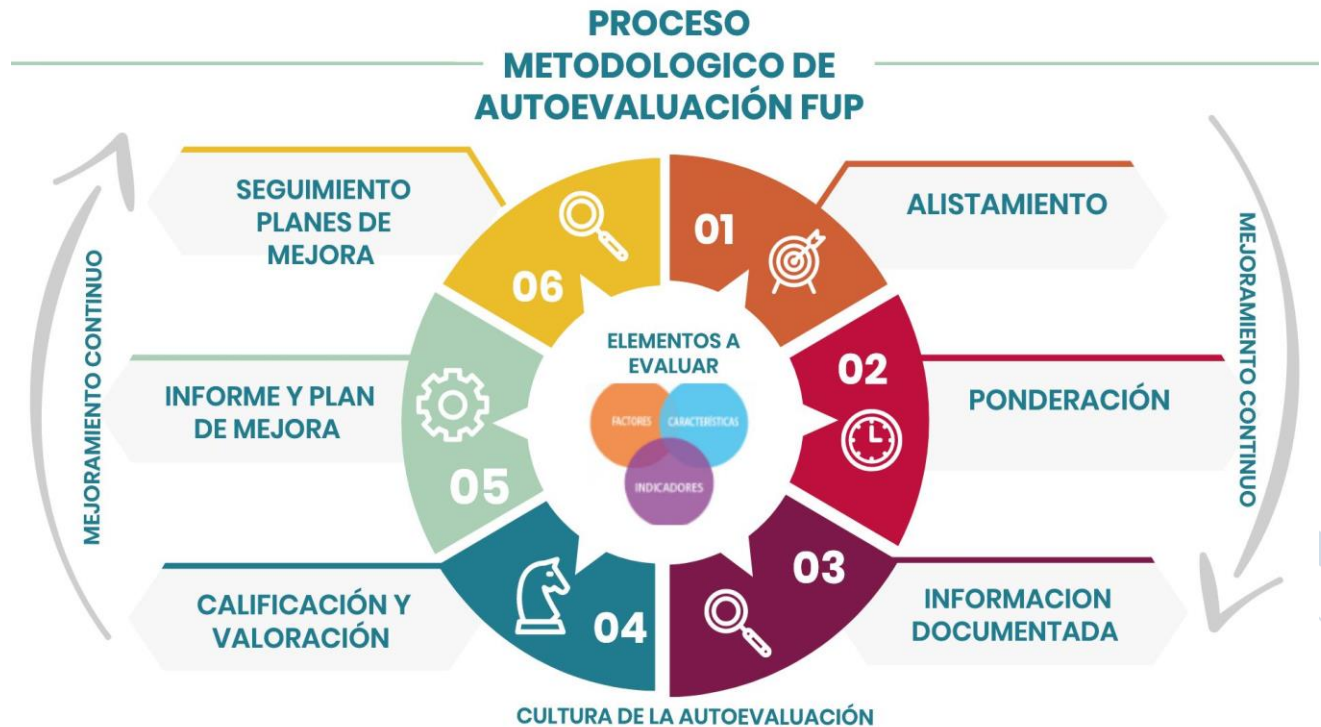 PROCESO
METODOLOGICO DE
AUTOEVALUACIÓN FUP
01
ALISTAMIENTO
02
PONDERACIÓN
03
INFORMACION
DOCUMENTADA
04
CALIFICACIÓN Y
VALORACIÓN
05
INFORME Y PLAN
DE MEJORA
06
SEGUIMIENTO
PLANES DE
MEJORA
ELEMENTOS A
EVALUAR
FACTORES
CARACTERÍSTICAS
INDICADORES
MEJORAMIENTO CONTINUO
MEJORAMIENTO CONTINUO
CULTURA DE LA AUTOEVALUACIÓN